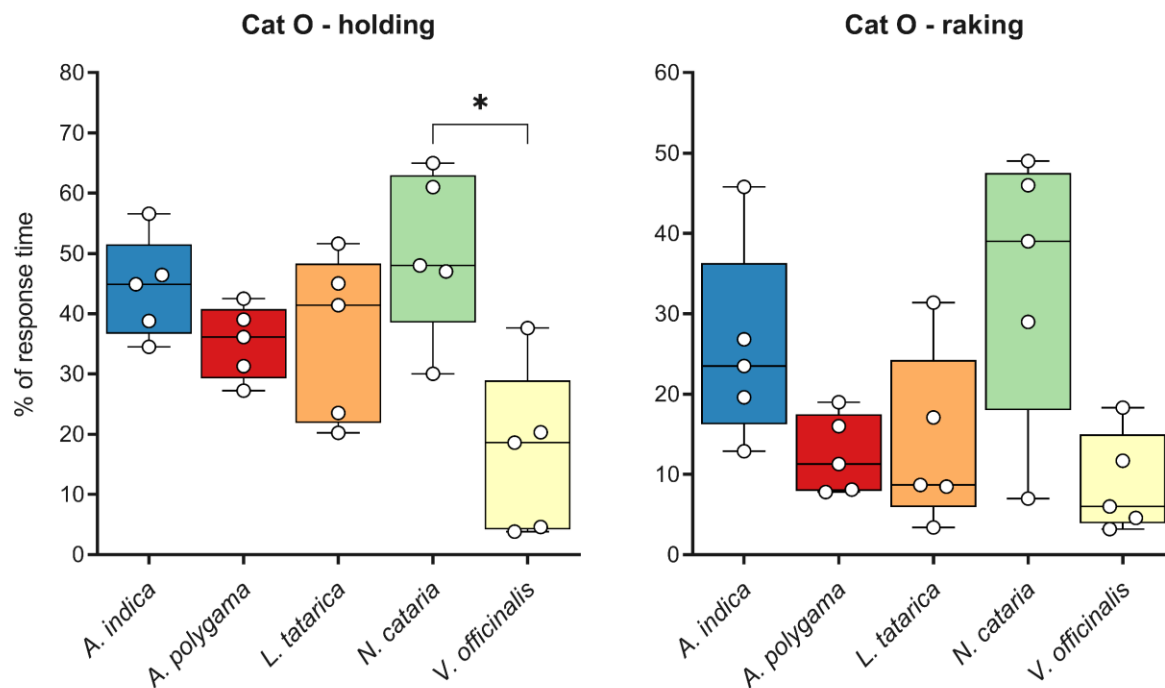 Cat O - holding
% of response time
80
70
60
50
40
30
20
10
0
*
A. indica
A. polygama
L. tatarica
N. cataria
V. officinalis
Cat O - raking
60
50
40
30
20
10
0
A. indica
A. polygama
L. tatarica
N. cataria
V. officinalis